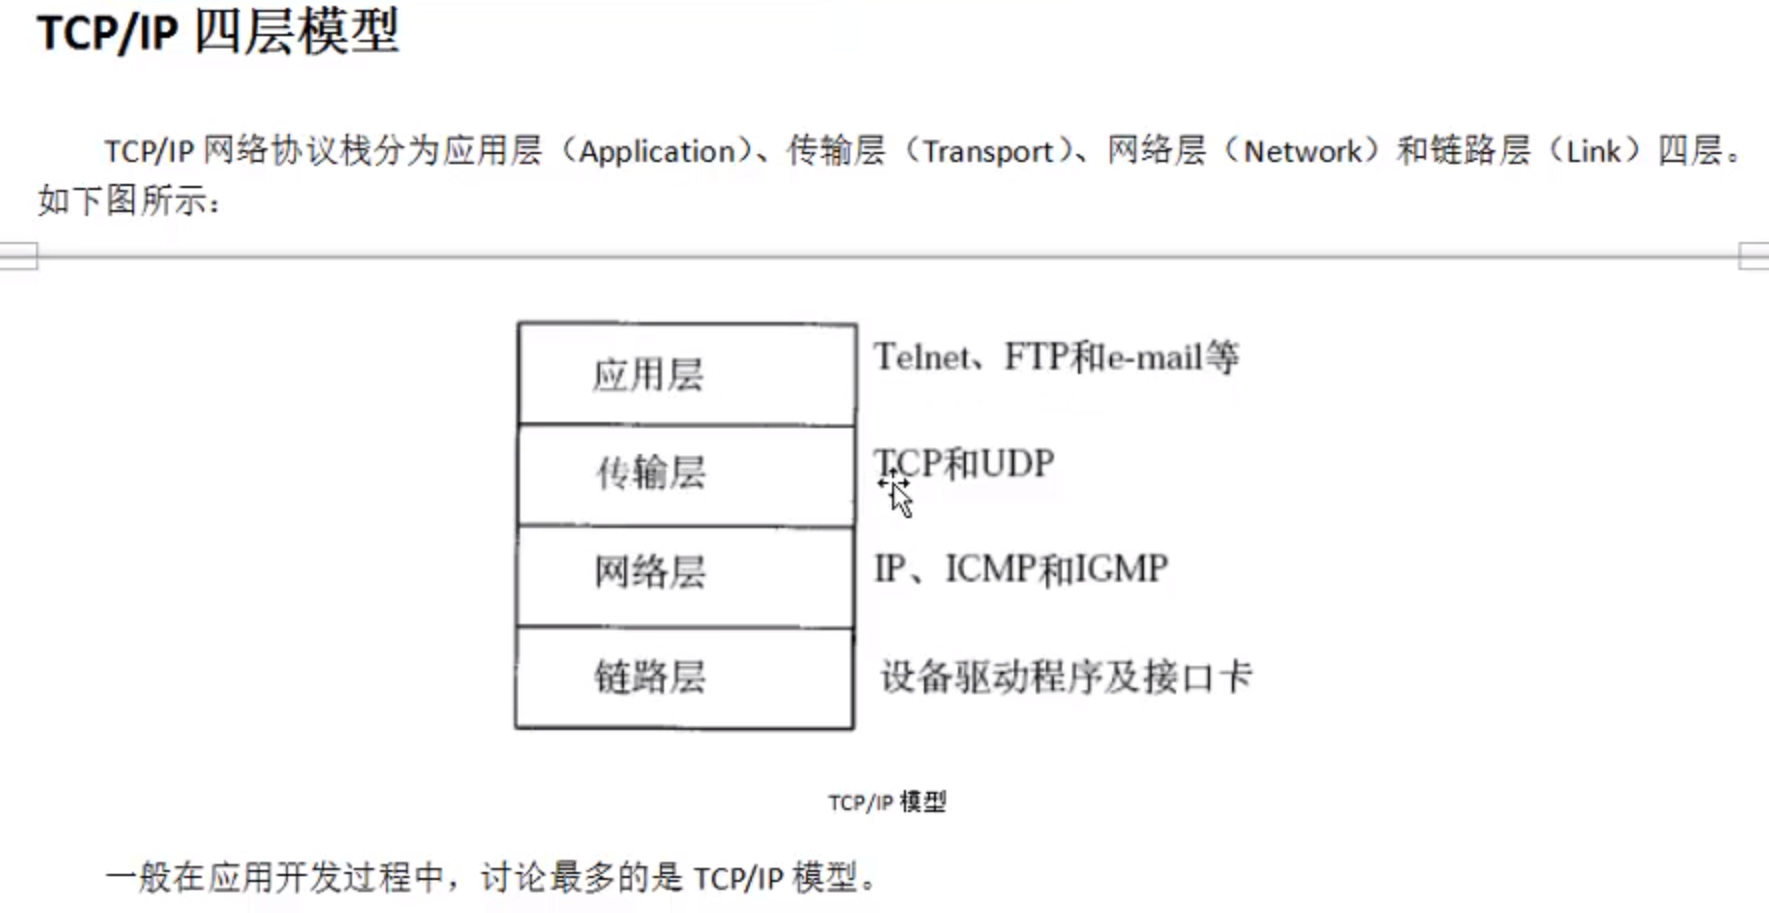 TCP/IP 四层模型
TCP/IP 网络协议栈分为应用层（Application）、传输层（Transport）、网络层（Network）和链路层（Link）四层。
如下图所示：
应用层 Telnet、FTP和e-mail等
传输层 TCP和UDP
网络层 IP、ICMP和IGMP
链路层 设备驱动程序及接口卡
TCP/IP 模型
一般在应用开发过程中，讨论最多的是 TCP/IP 模型。